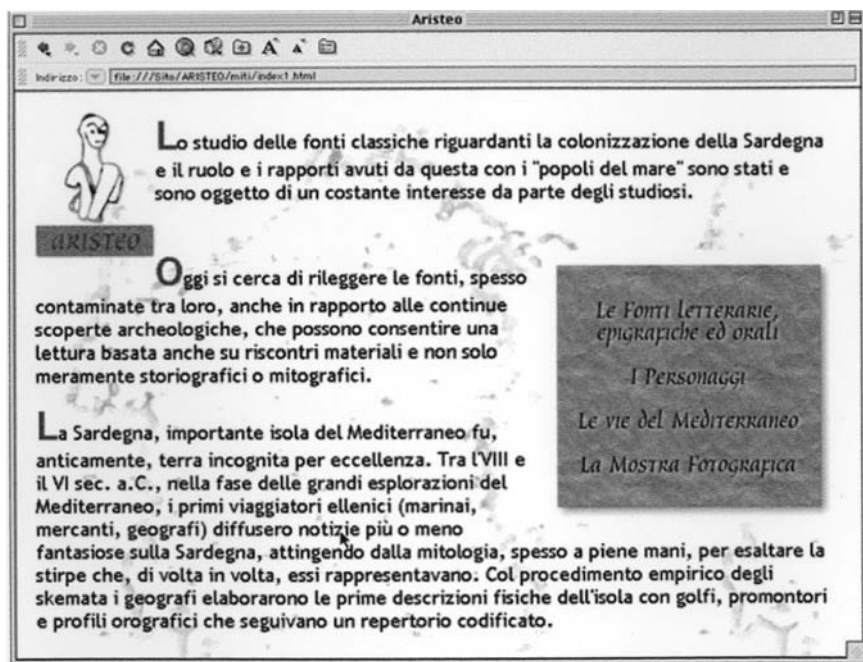 Aristeo
Indirizzo: file:///Sito/ARISTEO/miti/index1.html
Lo studio delle fonti classiche riguardanti la colonizzazione della Sardegna
e il ruolo e i rapporti avuti da questa con i "popoli del mare" sono stati e
sono oggetto di un costante interesse da parte degli studiosi.
ARISTEO
Oggi si cerca di rileggere le fonti, spesso
contaminate tra loro, anche in rapporto alle continue
scoperte archeologiche, che possono consentire una
lettura basata anche su riscontri materiali e non solo
meramente storiografici o mitografici.
Le Fonti letterarie,
epigrafiche ed orali
I Personaggi
Le vie del Mediterraneo
La Mostra Fotografica
La Sardegna, importante isola del Mediterraneo fu,
anticamente, terra incognita per eccellenza. Tra l'VIII e
il VI sec. a.C., nella fase delle grandi esplorazioni del
Mediterraneo, i primi viaggiatori ellenici (marinai,
mercanti, geografi) diffusero notizie più o meno
fantasiose sulla Sardegna, attingendo dalla mitologia, spesso a piene mani, per esaltare la
stirpe che, di volta in volta, essi rappresentavano. Col procedimento empirico degli
skemata i geografi elaborarono le prime descrizioni fisiche dell'isola con golfi, promontori
e profili orografici che seguivano un repertorio codificato.